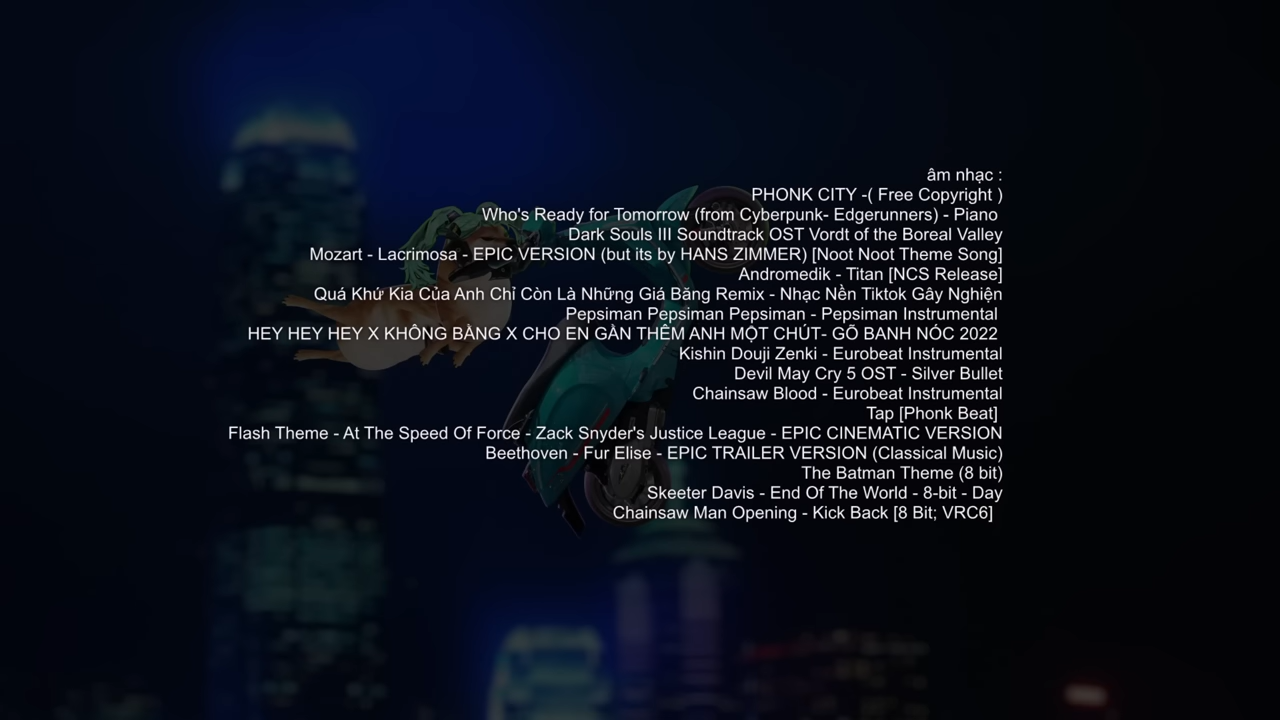 âm nhạc :
PHONK CITY -( Free Copyright )
Who's Ready for Tomorrow (from Cyberpunk- Edgerunners) - Piano
Dark Souls III Soundtrack OST Vordt of the Boreal Valley
Mozart - Lacrimosa - EPIC VERSION (but its by HANS ZIMMER) [Noot Noot Theme Song]
Andromedik - Titan [NCS Release]
Quá Khứ Kia Của Anh Chỉ Còn Là Những Giá Băng Remix - Nhạc Nền Tiktok Gây Nghiện
Pepsiman Pepsiman Pepsiman - Pepsiman Instrumental
HEY HEY HEY X KHÔNG BẰNG X CHO EN GẦN THÊM ANH MỘT CHÚT- GÕ BANH NÓC 2022
Kishin Douji Zenki - Eurobeat Instrumental
Devil May Cry 5 OST - Silver Bullet
Chainsaw Blood - Eurobeat Instrumental
Tap [Phonk Beat]
Flash Theme - At The Speed Of Force - Zack Snyder's Justice League - EPIC CINEMATIC VERSION
Beethoven - Fur Elise - EPIC TRAILER VERSION (Classical Music)
The Batman Theme (8 bit)
Skeeter Davis - End Of The World - 8-bit - Day
Chainsaw Man Opening - Kick Back [8 Bit; VRC6]